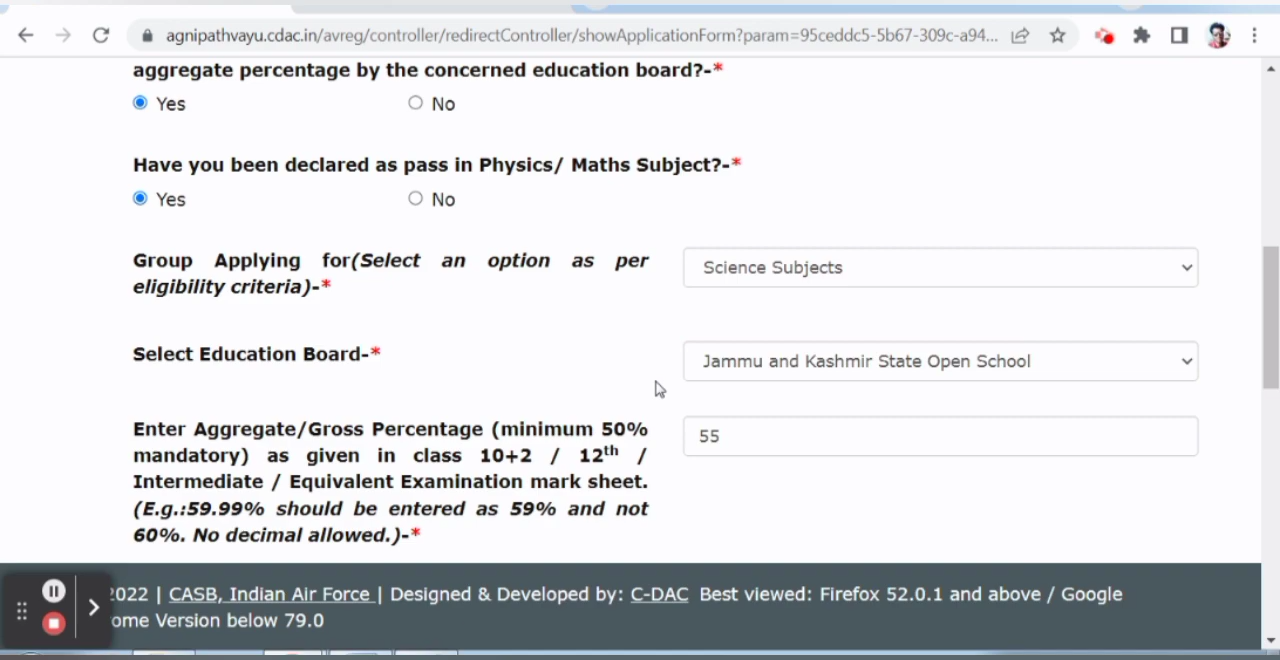 agnipathvayu.cdac.in/avreg/controller/redirectController/showApplicationForm?param=95ceddc5-5b67-309c-a94...
aggregate percentage by the concerned education board?-*
Yes No
Have you been declared as pass in Physics/ Maths Subject?-*
Yes No
Group Applying for(Select an option as per
eligibility criteria)-*
Science Subjects
Select Education Board-*
Jammu and Kashmir State Open School
Enter Aggregate/Gross Percentage (minimum 50%
mandatory) as given in class 10+2 / 12th /
Intermediate / Equivalent Examination mark sheet.
(E.g.:59.99% should be entered as 59% and not
60%. No decimal allowed.)-*
55
2022 | CASB, Indian Air Force | Designed & Developed by: C-DAC Best viewed: Firefox 52.0.1 and above / Google
ome Version below 79.0